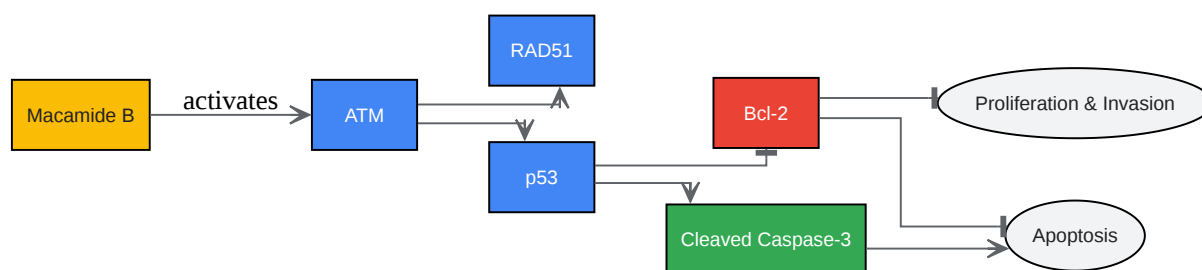 Macamide B
activates
ATM
RAD51
p53
Bcl-2
Cleaved Caspase-3
Proliferation & Invasion
Apoptosis